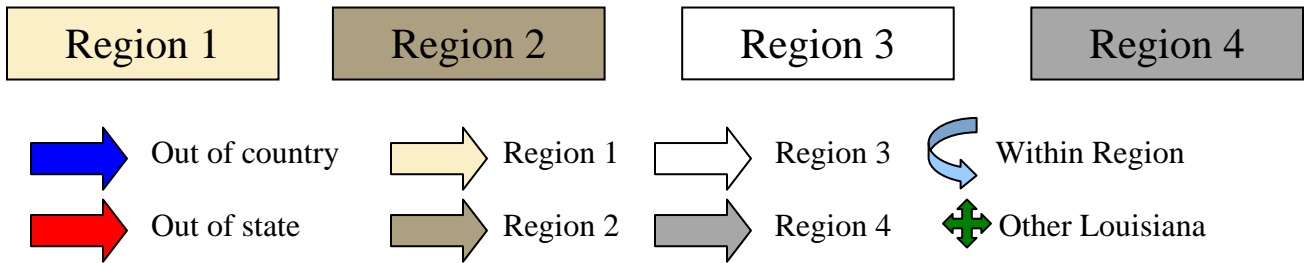 Region 1 Region 2 Region 3 Region 4
Out of country Region 1 Region 3 Within Region
Out of state Region 2 Region 4 Other Louisiana